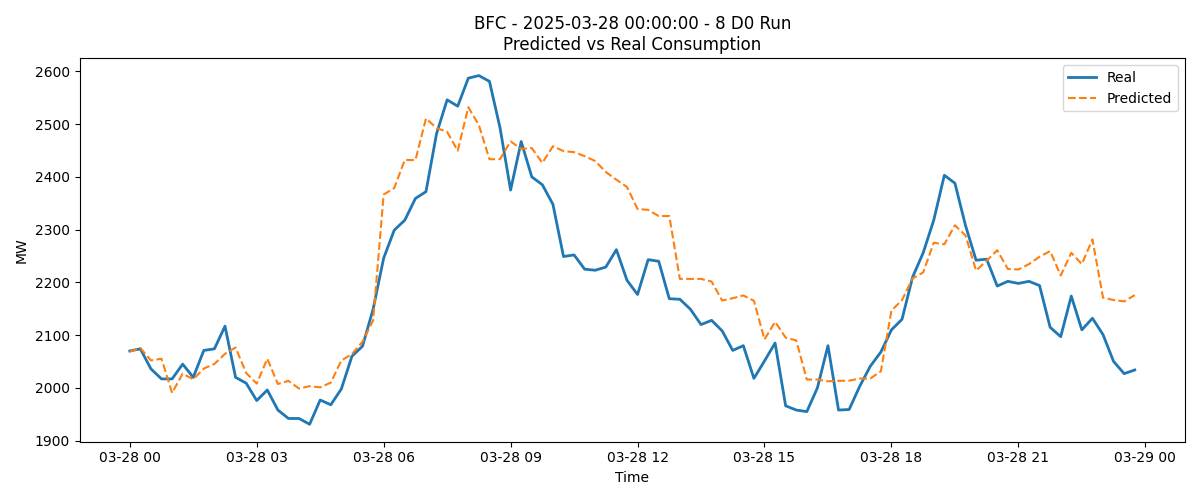 BFC - 2025-03-28 00:00:00 - 8 D0 Run
Predicted vs Real Consumption
Real
Predicted
MW
2600
2500
2400
2300
2200
2100
2000
1900
03-28 00
03-28 03
03-28 06
03-28 09
03-28 12
03-28 15
03-28 18
03-28 21
03-29 00
Time